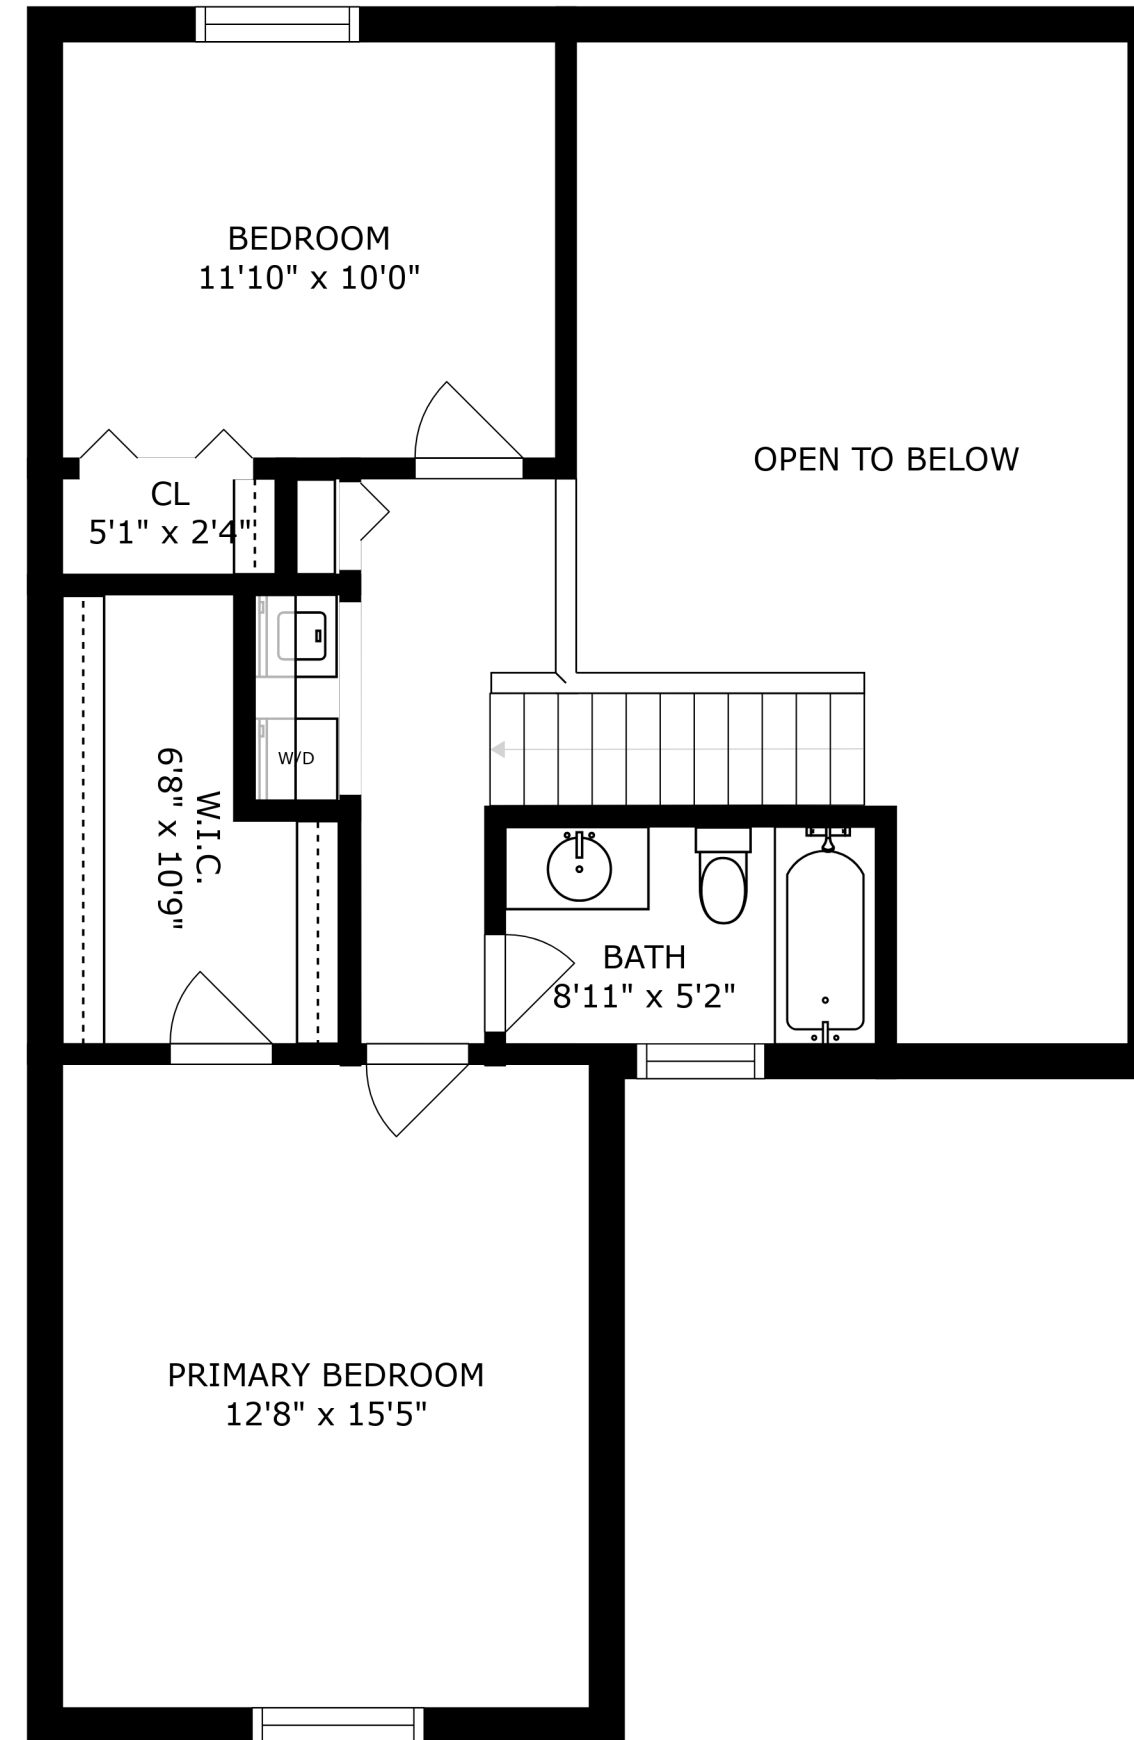 BEDROOM
11'10" x 10'0"
OPEN TO BELOW
CL
5'1" x 2'4"
W/D
W.I.C.
6'8" x 10'9"
BATH
8'11" x 5'2"
PRIMARY BEDROOM
12'8" x 15'5"